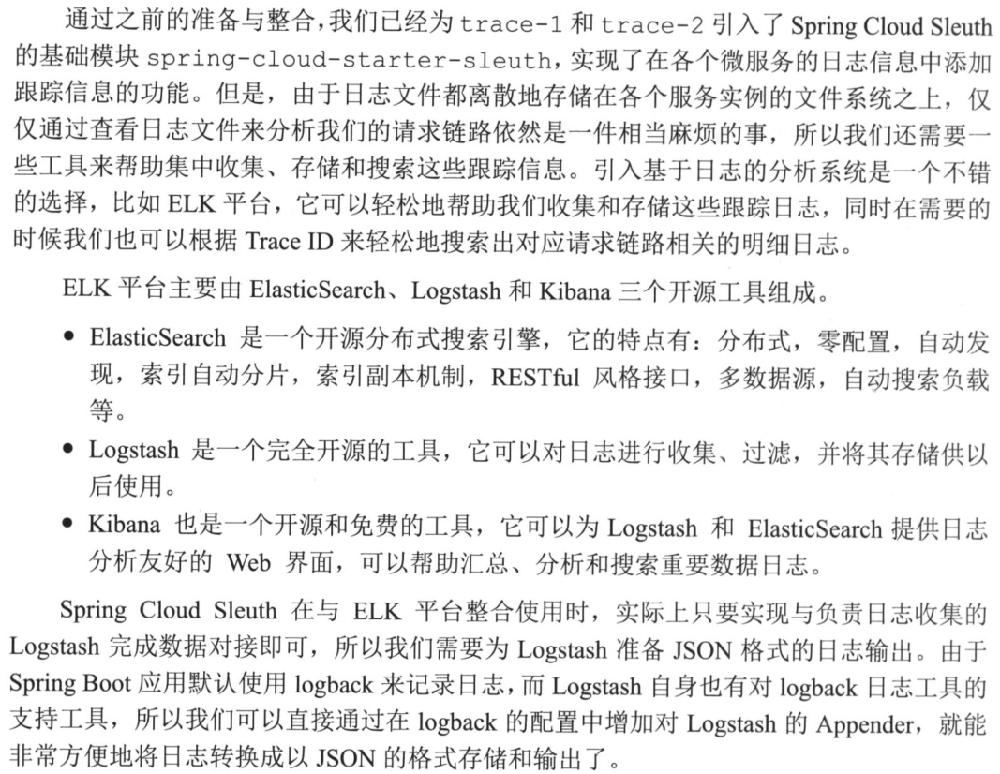 通过之前的准备与整合，我们已经为 trace-1 和 trace-2 引入了 Spring Cloud Sleuth
的基础模块 spring-cloud-starter-sleuth，实现了在各个微服务的日志信息中添加
跟踪信息的功能。但是，由于日志文件都离散地存储在各个服务实例的文件系统之上，仅
仅通过查看日志文件来分析我们的请求链路依然是一件相当麻烦的事，所以我们还需要一
些工具来帮助集中收集、存储和搜索这些跟踪信息。引入基于日志的分析系统是一个不错
的选择，比如 ELK 平台，它可以轻松地帮助我们收集和存储这些跟踪日志，同时在需要的
时候我们也可以根据 Trace ID 来轻松地搜索出对应请求链路相关的明细日志。
ELK 平台主要由 ElasticSearch、Logstash 和 Kibana 三个开源工具组成。
● ElasticSearch 是一个开源分布式搜索引擎，它的特点有：分布式，零配置，自动发
现，索引自动分片，索引副本机制，RESTful 风格接口，多数据源，自动搜索负载
等。
● Logstash 是一个完全开源的工具，它可以对日志进行收集、过滤，并将其存储供以
后使用。
● Kibana 也是一个开源和免费的工具，它可以为 Logstash 和 ElasticSearch 提供日志
分析友好的 Web 界面，可以帮助汇总、分析和搜索重要数据日志。
Spring Cloud Sleuth 在与 ELK 平台整合使用时，实际上只要实现与负责日志收集的
Logstash 完成数据对接即可，所以我们需要为 Logstash 准备 JSON 格式的日志输出。由于
Spring Boot 应用默认使用 logback 来记录日志，而 Logstash 自身也有对 logback 日志工具的
支持工具，所以我们可以直接通过在 logback 的配置中增加对 Logstash 的 Appender，就能
非常方便地将日志转换成以 JSON 的格式存储和输出了。